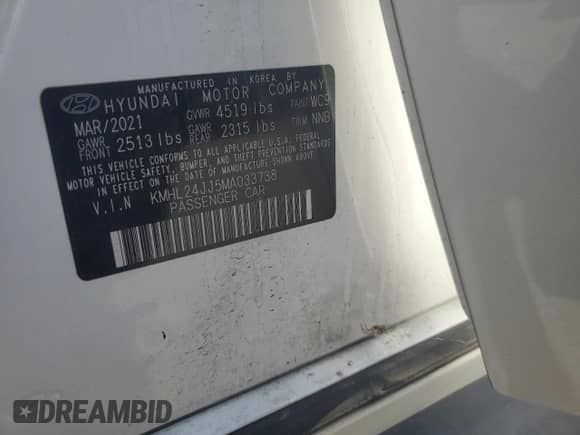 MANUFACTURED IN KOREA BY
HYUNDAI MOTOR COMPANY
MAR/2021 GVWR 4519 lbs PAINT WC9
GAWR FRONT 2513 lbs GAWR REAR 2315 lbs TRIM NNB
THIS VEHICLE CONFORMS TO ALL APPLICABLE U.S.A. FEDERAL
MOTOR VEHICLE SAFETY, BUMPER, AND THEFT PREVENTION STANDARDS
IN EFFECT ON THE DATE OF MANUFACTURE SHOWN ABOVE.
V.I.N KMHL24JJ5MA033738
PASSENGER CAR
DREAMBID